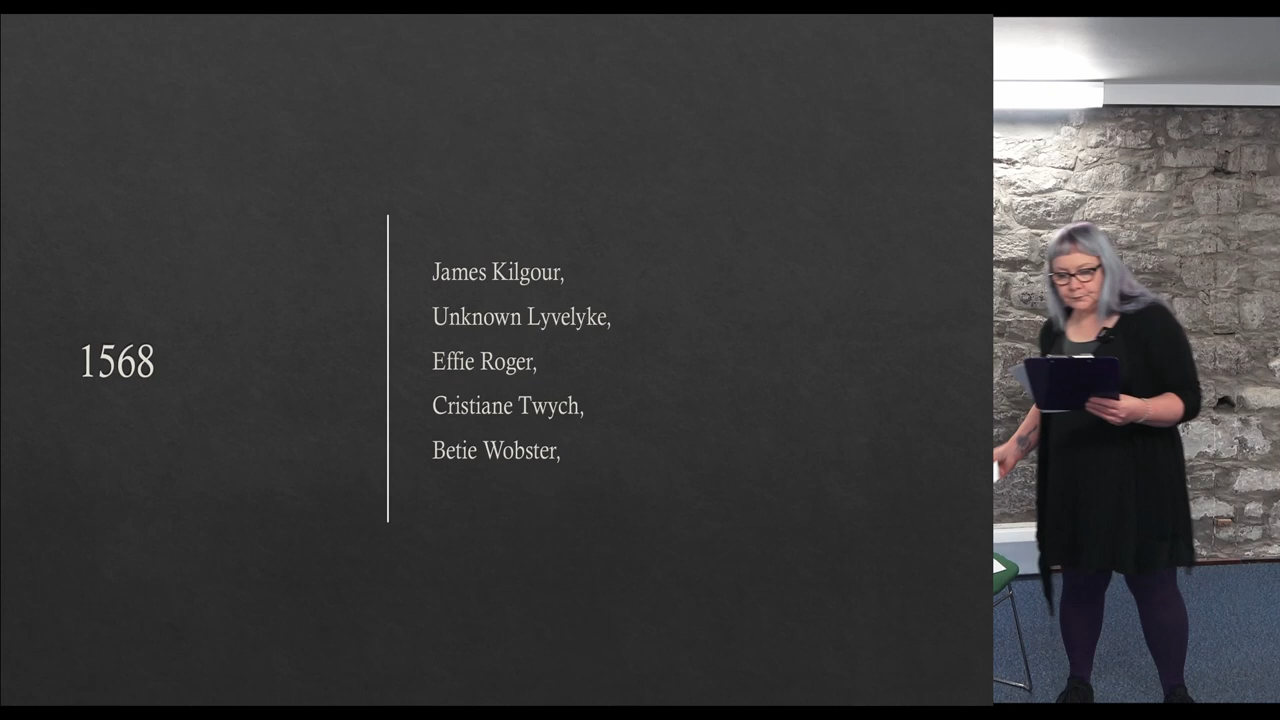 1568
James Kilgour,
Unknown Lyvelyke,
Effie Roger,
Cristiane Twych,
Betie Wobster,